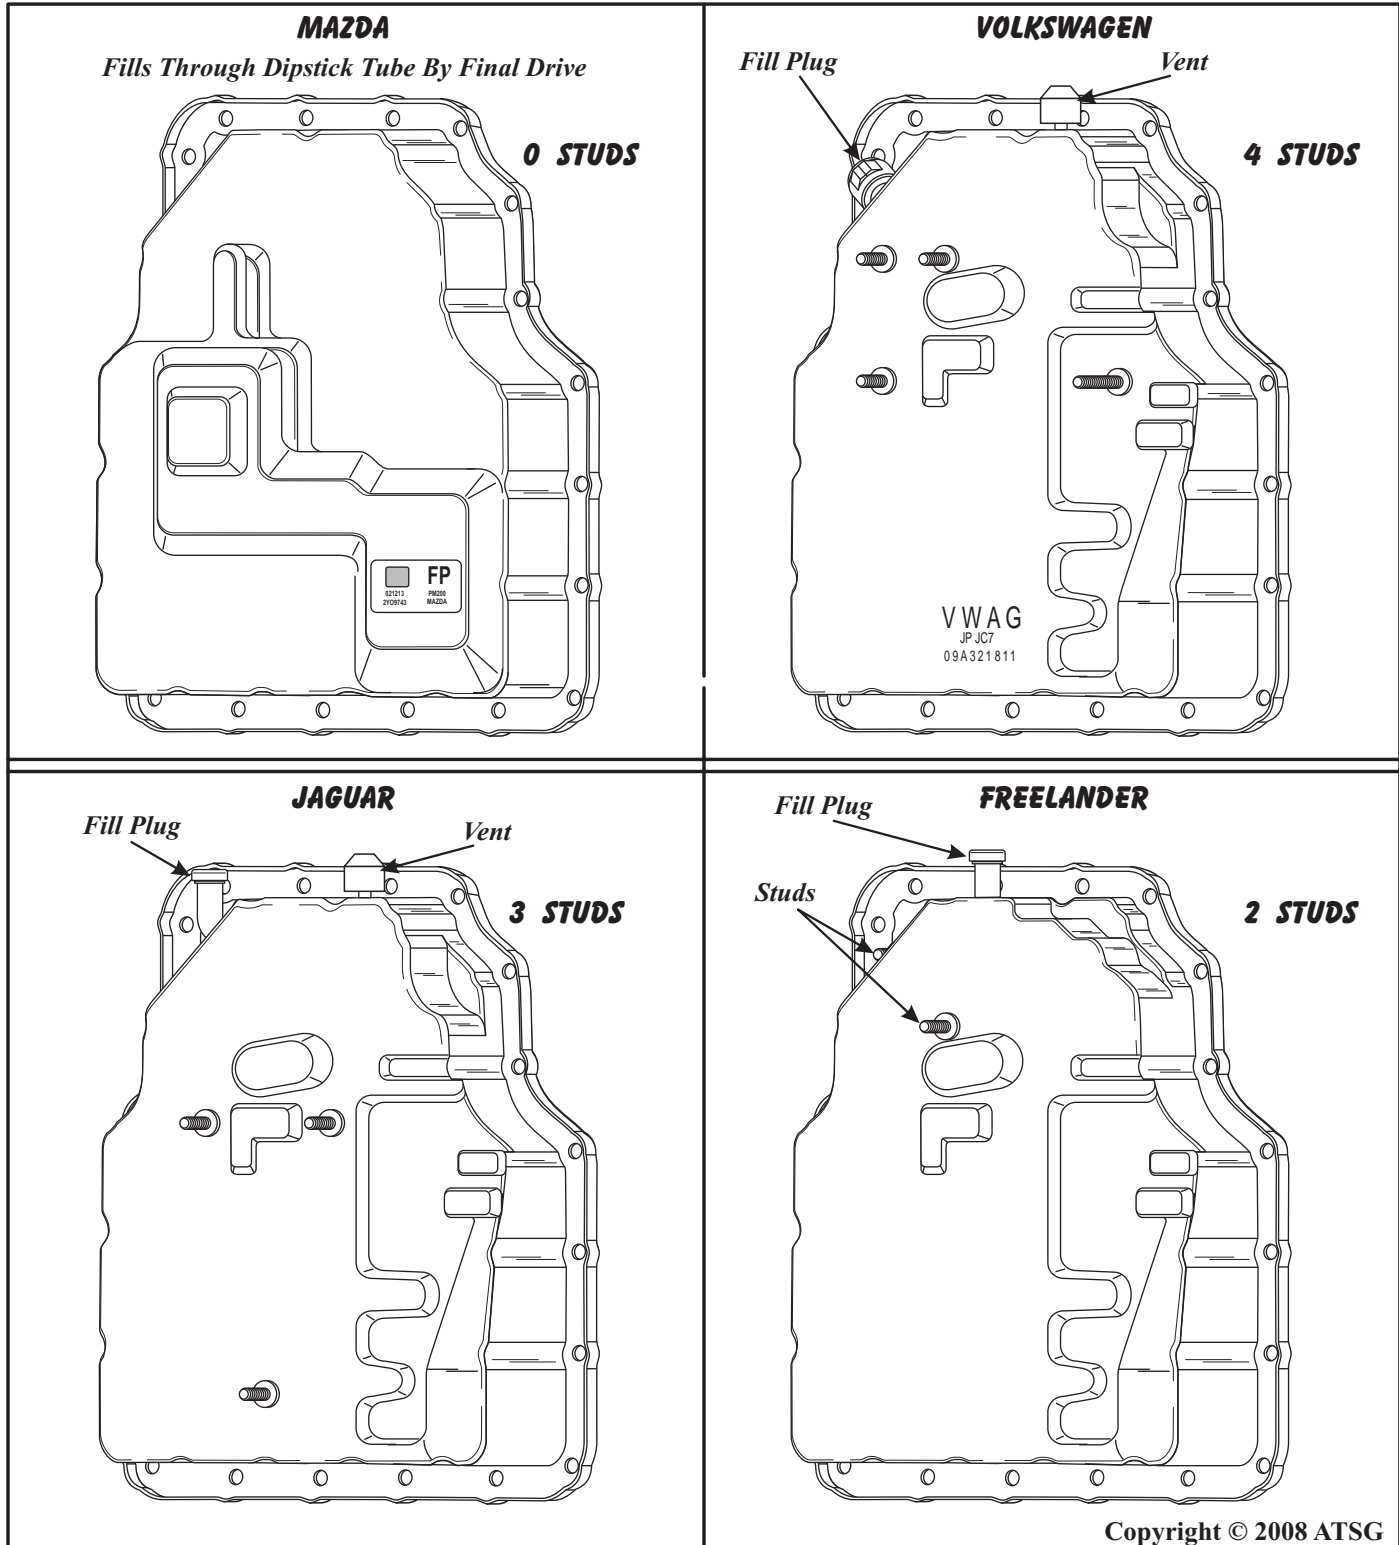 MAZDA
Fills Through Dipstick Tube By Final Drive
0 STUDS
FP
021213 PM200
2YO9743 MAZDA
VOLKSWAGEN
Fill Plug
Vent
4 STUDS
VWAG
JP JC7
09A321811
JAGUAR
Fill Plug
Vent
3 STUDS
FREELANDER
Fill Plug
Studs
2 STUDS
Copyright © 2008 ATSG